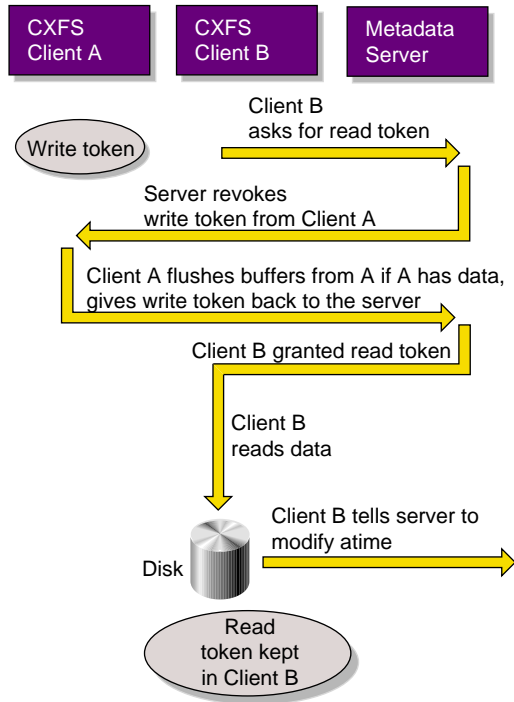 CXFS
Client A
CXFS
Client B
Metadata
Server
Client B
asks for read token
Write token
Server revokes
write token from Client A
Client A flushes buffers from A if A has data,
gives write token back to the server
Client B granted read token
Client B
reads data
Client B tells server to
modify atime
Disk
Read
token kept
in Client B